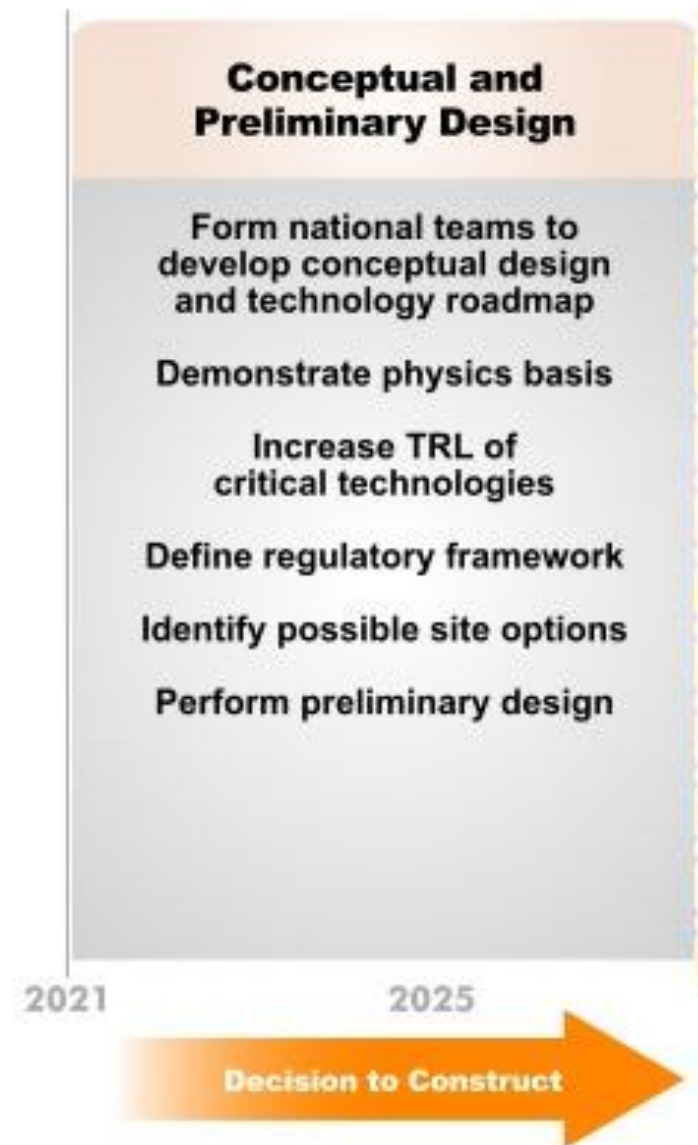 Conceptual and
Preliminary Design
Form national teams to
develop conceptual design
and technology roadmap
Demonstrate physics basis
Increase TRL of
critical technologies
Define regulatory framework
Identify possible site options
Perform preliminary design
2021 2025
Decision to Construct